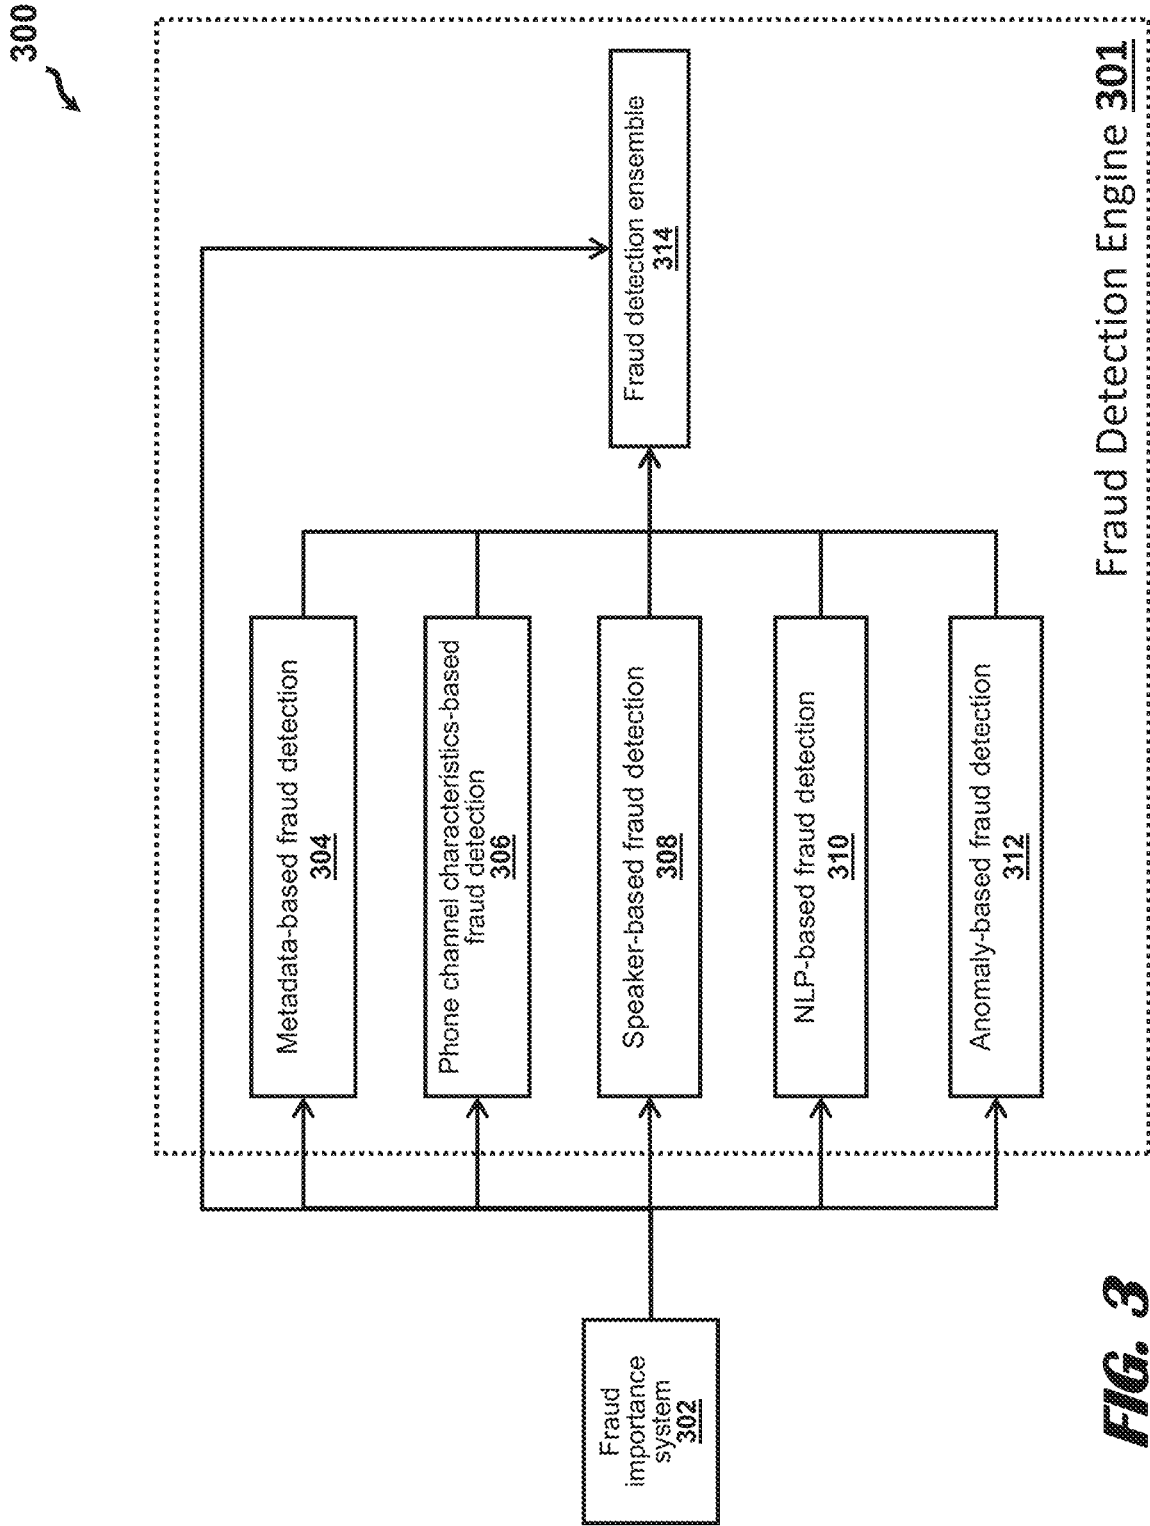 300
Fraud
importance
system
302
Metadata-based fraud detection
304
Phone channel characteristics-based
fraud detection
306
Speaker-based fraud detection
308
NLP-based fraud detection
310
Anomaly-based fraud detection
312
Fraud detection ensemble
314
Fraud Detection Engine 301
FIG. 3